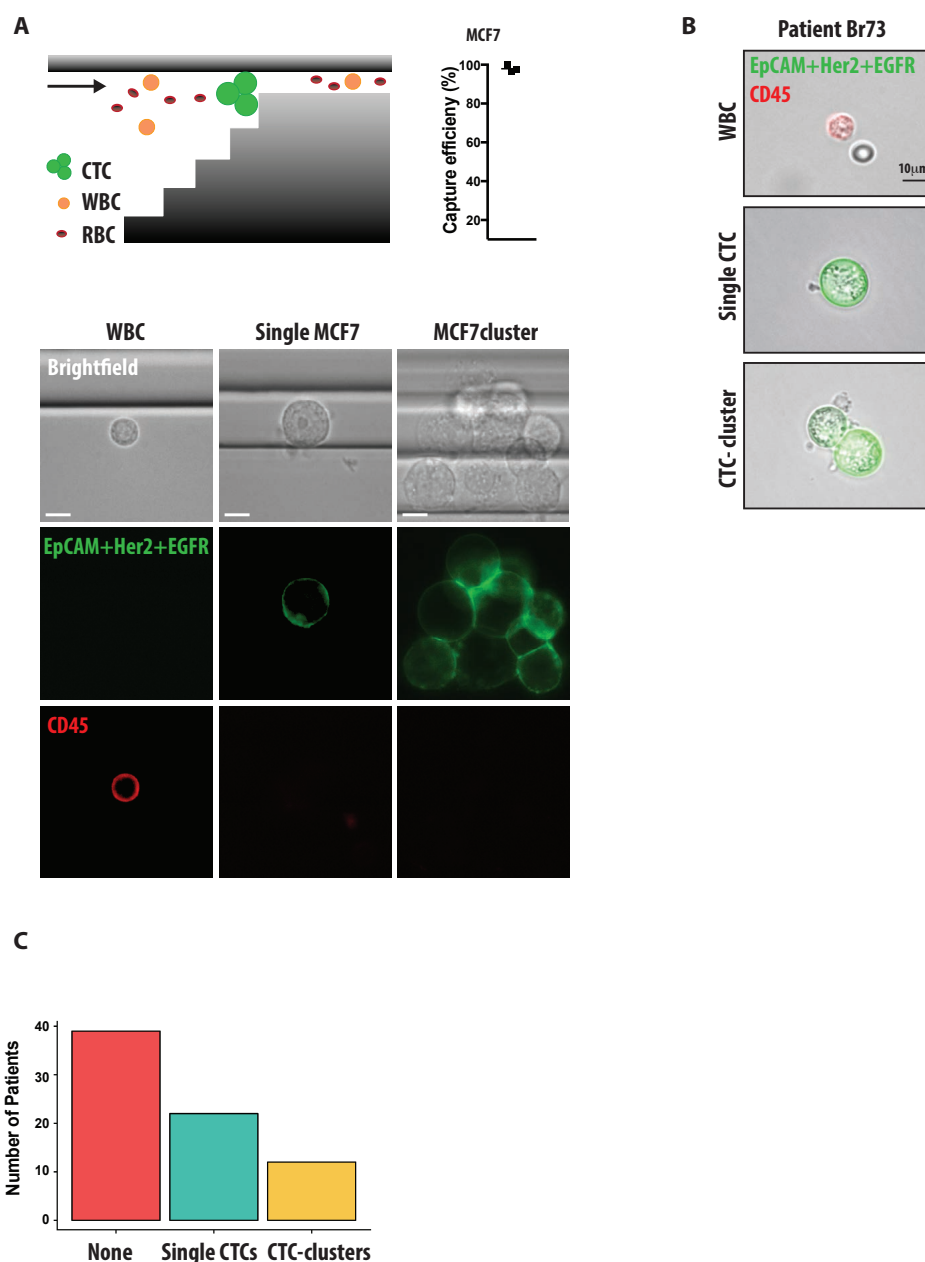 A
MCF7
Capture efficieny (%)
100
80
60
40
20
CTC
WBC
RBC
WBC
Single MCF7
MCF7cluster
Brightfield
EpCAM+Her2+EGFR
CD45
B
Patient Br73
WBC
EpCAM+Her2+EGFR
CD45
10μm
Single CTC
CTC- cluster
C
Number of Patients
40
30
20
10
0
None
Single CTCs
CTC-clusters